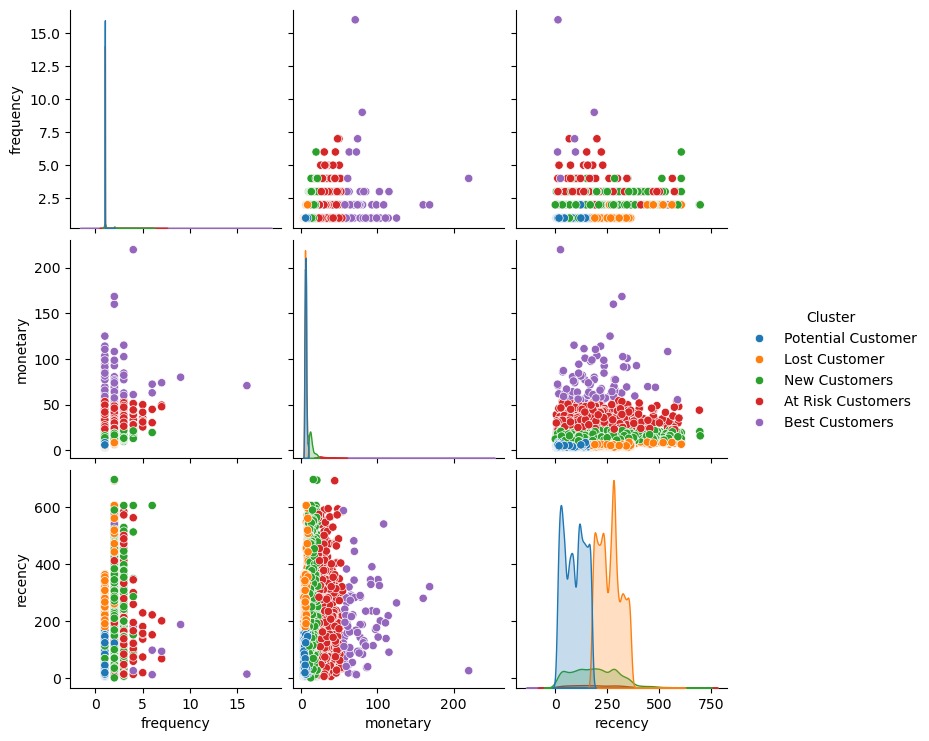 frequency
15.0
12.5
10.0
7.5
5.0
2.5
monetary
200
150
100
50
0
recency
600
400
200
0
0 5 10 15
frequency
0 100 200
monetary
0 250 500 750
recency
Cluster
Potential Customer
Lost Customer
New Customers
At Risk Customers
Best Customers